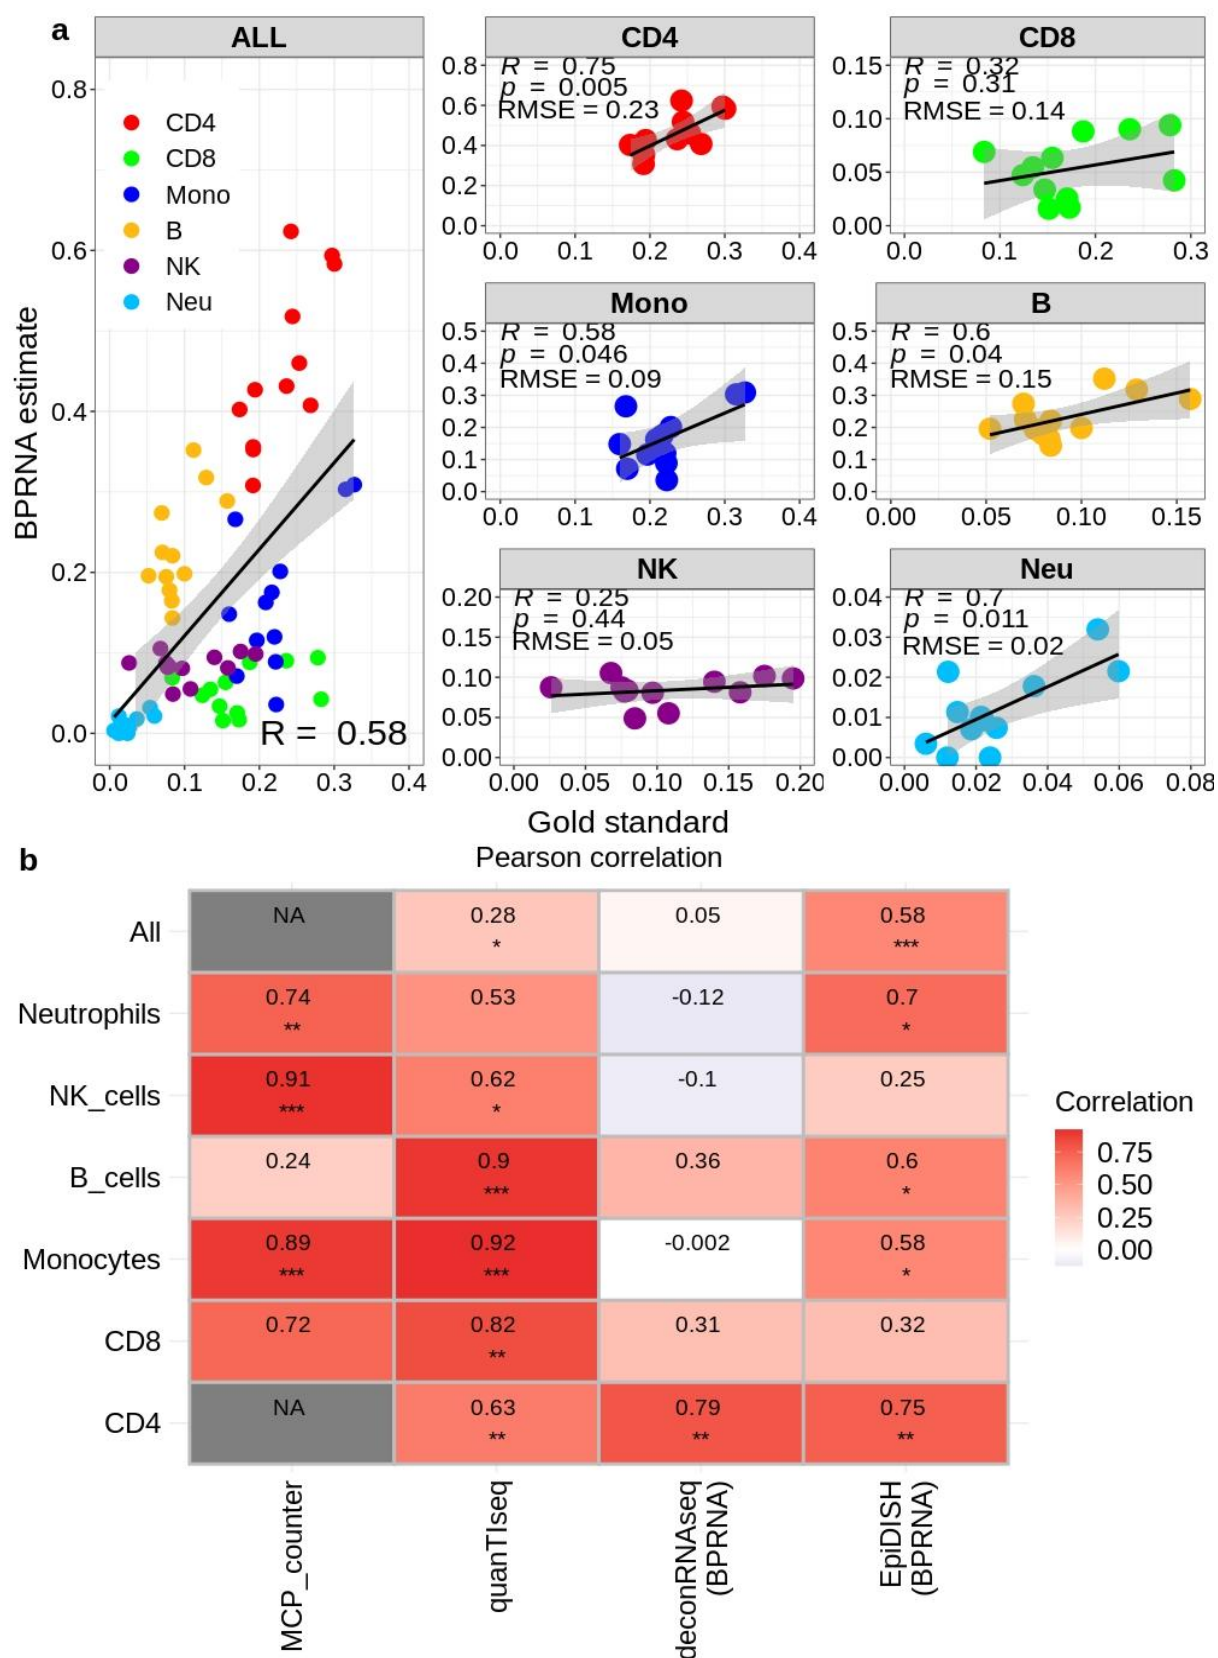 a
ALL
CD4
CD8
BPRNA estimate
0.8
0.6
0.4
0.2
0.0
CD4
CD8
Mono
B
NK
Neu
R = 0.58
0.0 0.1 0.2 0.3 0.4
0.8
0.6
0.4
0.2
0.0
R = 0.75
p = 0.005
RMSE = 0.23
0.0 0.1 0.2 0.3 0.4
0.15
0.10
0.05
0.00
R = 0.32
p = 0.31
RMSE = 0.14
0.0 0.1 0.2 0.3
Mono
0.5
0.4
0.3
0.2
0.1
0.0
R = 0.58
p = 0.046
RMSE = 0.09
0.0 0.1 0.2 0.3 0.4
B
0.5
0.4
0.3
0.2
0.1
0.0
R = 0.6
p = 0.04
RMSE = 0.15
0.00 0.05 0.10 0.15
NK
0.20
0.15
0.10
0.05
0.00
R = 0.25
p = 0.44
RMSE = 0.05
0.00 0.05 0.10 0.15 0.20
Neu
0.04
0.03
0.02
0.01
0.00
R = 0.7
p = 0.011
RMSE = 0.02
0.00 0.02 0.04 0.06 0.08
Gold standard
b
Pearson correlation
All NA 0.28 0.05 0.58
* ***
Neutrophils 0.74 0.53 -0.12 0.7
** *
NK_cells 0.91 0.62 -0.1 0.25
*** *
B_cells 0.24 0.9 0.36 0.6
*** *
Monocytes 0.89 0.92 -0.002 0.58
*** *** *
CD8 0.72 0.82 0.31 0.32
**
CD4 NA 0.63 0.79 0.75
** ** **
MCP_counter
quanTIseq
deconRNAseq
(BPRNA)
EpiDISH
(BPRNA)
Correlation
0.75
0.50
0.25
0.00